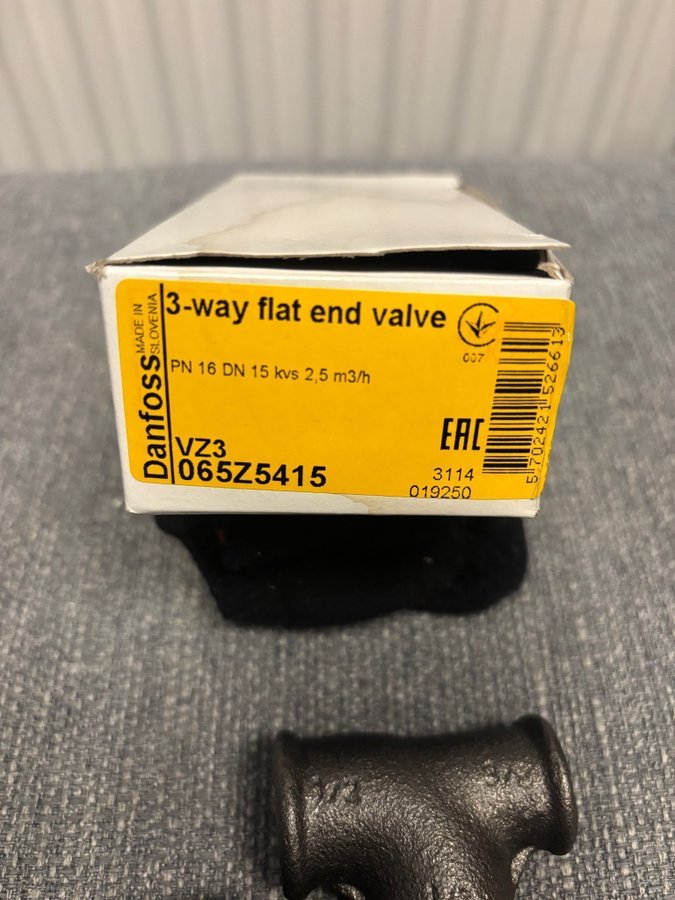 3-way flat end valve
007
PN 16 DN 15 kvs 2,5 m3/h
Danfoss
MADE IN
SLOVENIA
VZ3
065Z5415
EAC
3114
019250
5702421526613